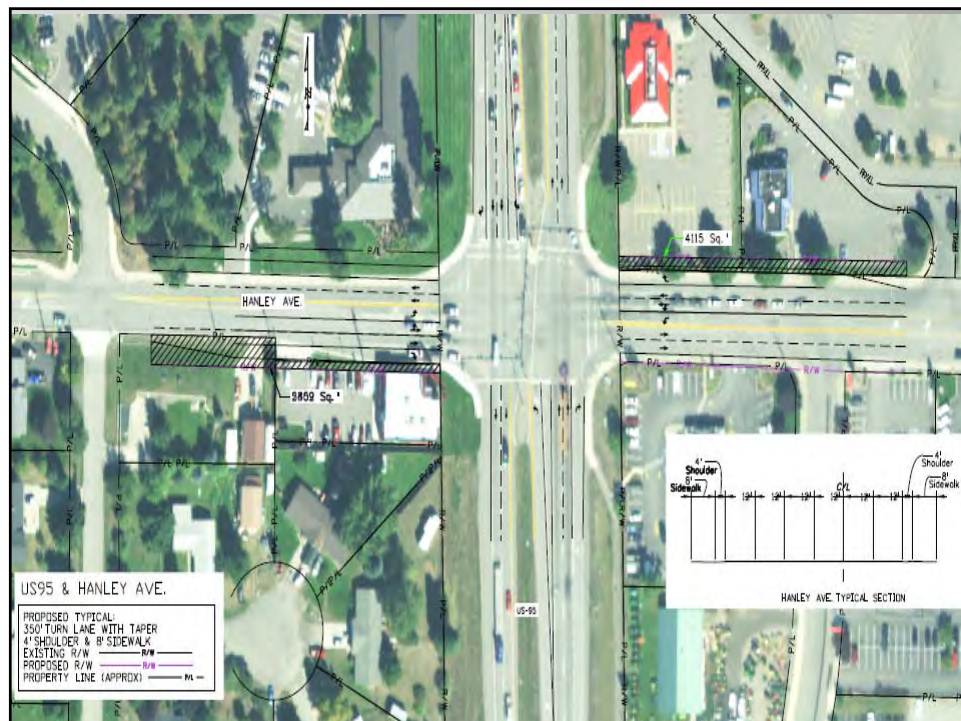 N
P/L
P/L
P/L
P/L
P/L
R/W
R/W
P/L
P/L
P/L
P/L
4115 Sq.'
P/L
P/L
P/L
HANLEY AVE.
P/L
P/L
P/L
R/W
R/W
P/L
R/W
R/W
P/L
Sq.'
P/L
P/L
P/L
P/L
4'
Shoulder
8'
Sidewalk
12'
12'
12'
12'
12'
C/L
12'
12'
4'
Shoulder
8'
Sidewalk
HANLEY AVE TYPICAL SECTION
US-95
US95 & HANLEY AVE.
PROPOSED TYPICAL:
350' TURN LANE WITH TAPER
4' SHOULDER & 8' SIDEWALK
EXISTING R/W R/W
PROPOSED R/W R/W
PROPERTY LINE (APPROX) P/L